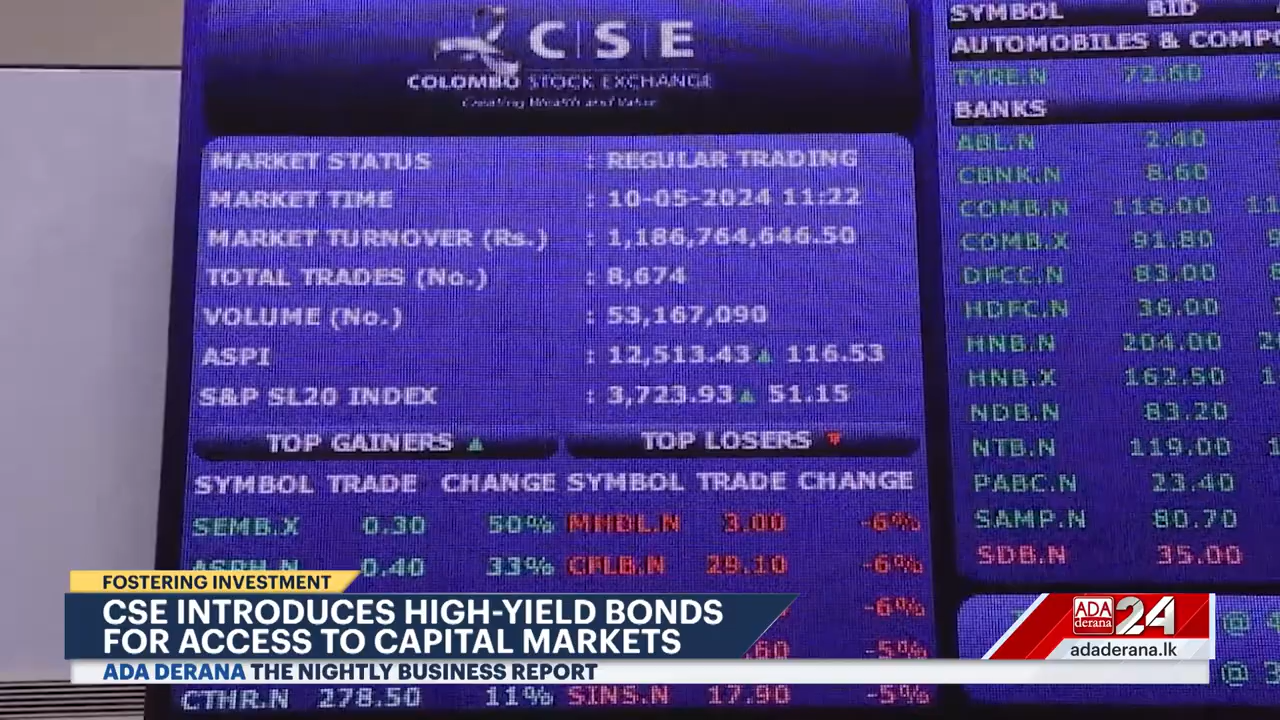 CSE
COLOMBO STOCK EXCHANGE
MARKET STATUS : REGULAR TRADING
MARKET TIME : 10-05-2024 11:22
MARKET TURNOVER (Rs.) : 1,186,764,646.50
TOTAL TRADES (No.) : 8,674
VOLUME (No.) : 53,167,090
ASPI : 12,513.43 ▲ 116.53
S&P SL20 INDEX : 3,723.93 ▲ 51.15
TOP GAINERS ▲ TOP LOSERS ▼
SYMBOL TRADE CHANGE SYMBOL TRADE CHANGE
SEMB.X 0.30 50% MHDL.N 3.00 -6%
0.40 33% CFLB.N 29.10 -6%
-6%
.60 -5%
CTHR.N 278.50 11% SINS.N 17.90 -5%
SYMBOL BID
AUTOMOBILES & COMPO
TYRE.N 72.60
BANKS
ABL.N 2.40
CBNK.N 8.60
COMB.N 116.00
COMB.X 91.80
DFCC.N 83.00
HDFC.N 36.00
HNB.N 204.00
HNB.X 162.50
NDB.N 83.20
NTB.N 119.00
PABC.N 23.40
SAMP.N 80.70
SDB.N 35.00
FOSTERING INVESTMENT
CSE INTRODUCES HIGH-YIELD BONDS
FOR ACCESS TO CAPITAL MARKETS
ADA DERANA THE NIGHTLY BUSINESS REPORT
ADA
derana 24
adaderana.lk